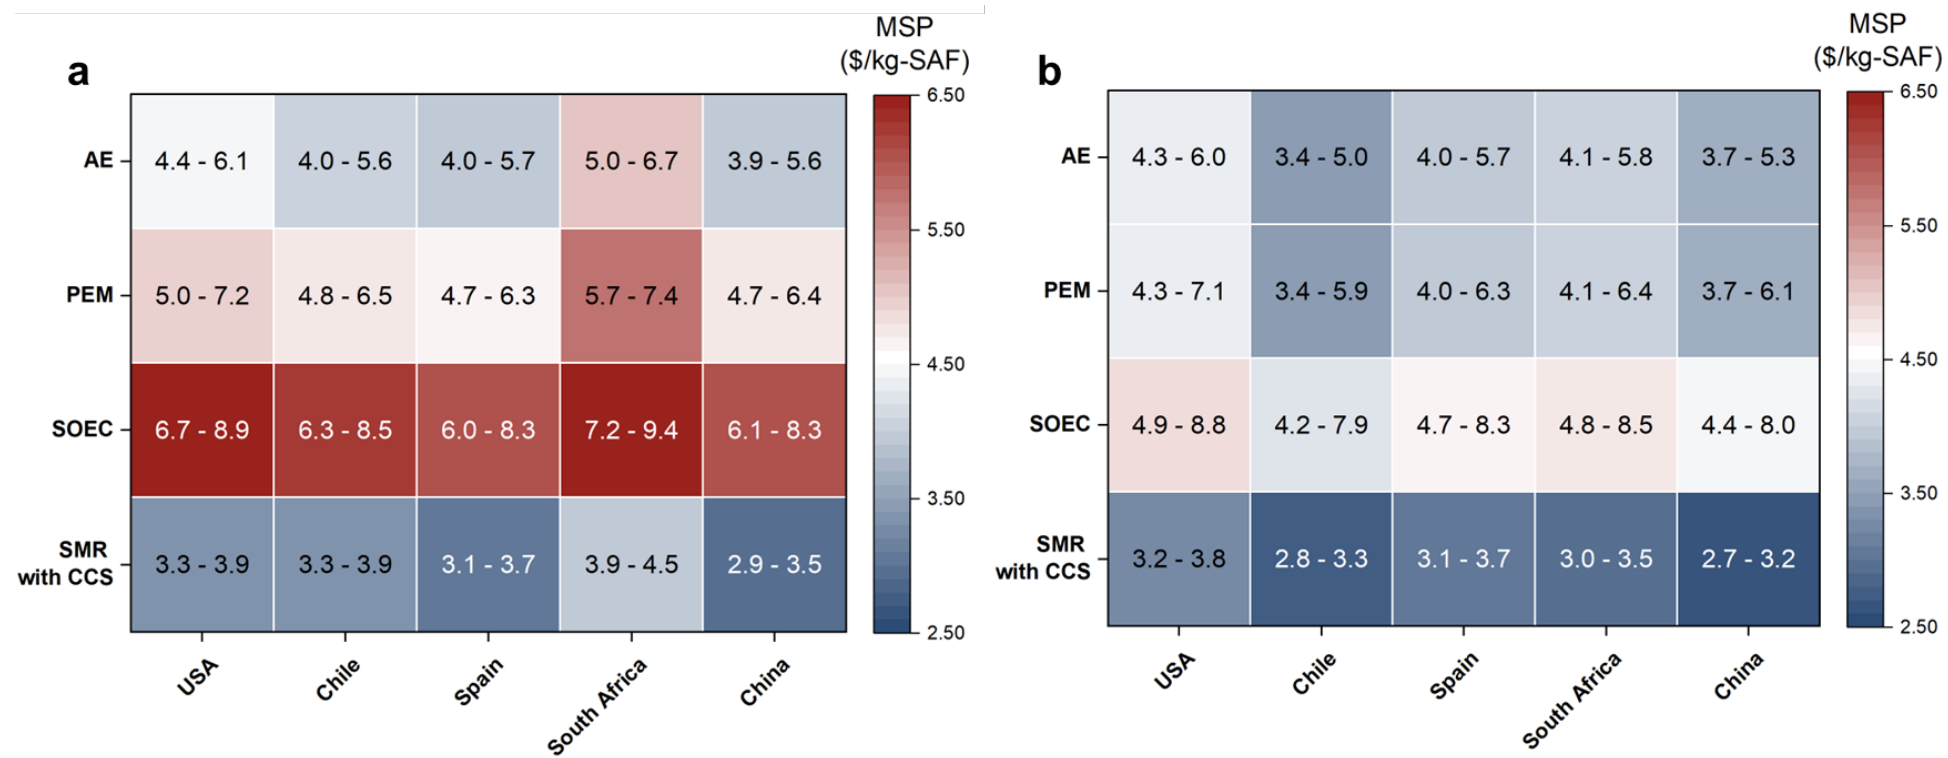 a
MSP
($/kg-SAF)
AE
4.4 - 6.1 4.0 - 5.6 4.0 - 5.7 5.0 - 6.7 3.9 - 5.6
PEM
5.0 - 7.2 4.8 - 6.5 4.7 - 6.3 5.7 - 7.4 4.7 - 6.4
SOEC
6.7 - 8.9 6.3 - 8.5 6.0 - 8.3 7.2 - 9.4 6.1 - 8.3
SMR
with CCS
3.3 - 3.9 3.3 - 3.9 3.1 - 3.7 3.9 - 4.5 2.9 - 3.5
USA
Chile
Spain
South Africa
China
6.50
5.50
4.50
3.50
2.50
b
MSP
($/kg-SAF)
AE
4.3 - 6.0 3.4 - 5.0 4.0 - 5.7 4.1 - 5.8 3.7 - 5.3
PEM
4.3 - 7.1 3.4 - 5.9 4.0 - 6.3 4.1 - 6.4 3.7 - 6.1
SOEC
4.9 - 8.8 4.2 - 7.9 4.7 - 8.3 4.8 - 8.5 4.4 - 8.0
SMR
with CCS
3.2 - 3.8 2.8 - 3.3 3.1 - 3.7 3.0 - 3.5 2.7 - 3.2
USA
Chile
Spain
South Africa
China
6.50
5.50
4.50
3.50
2.50